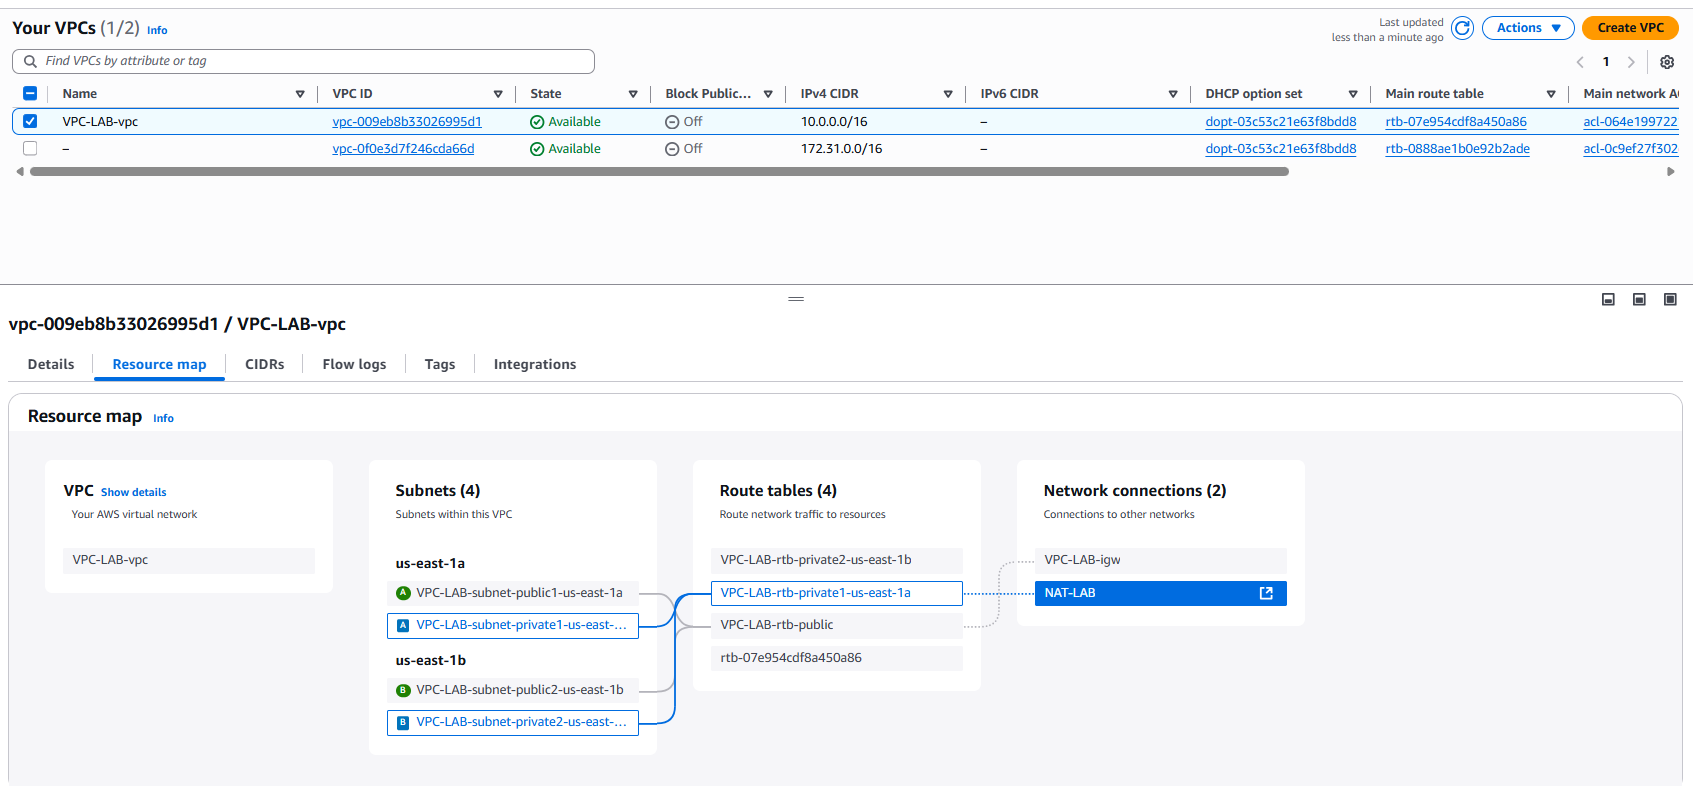 Your VPCs (1/2) Info
Last updated
less than a minute ago
Actions
Create VPC
Find VPCs by attribute or tag
1
Name VPC ID State Block Public... IPv4 CIDR IPv6 CIDR DHCP option set Main route table Main network A
VPC-LAB-vpc vpc-009eb8b33026995d1 Available Off 10.0.0.0/16 – dopt-03c53c21e63f8bdd8 rtb-07e954cdf8a450a86 acl-064e199722
– vpc-0f0e3d7f246cda66d Available Off 172.31.0.0/16 – dopt-03c53c21e63f8bdd8 rtb-0888ae1b0e92b2ade acl-0c9ef27f302
vpc-009eb8b33026995d1 / VPC-LAB-vpc
Details Resource map CIDRs Flow logs Tags Integrations
Resource map Info
VPC Show details
Your AWS virtual network
VPC-LAB-vpc
Subnets (4)
Subnets within this VPC
us-east-1a
A VPC-LAB-subnet-public1-us-east-1a
A VPC-LAB-subnet-private1-us-east-...
us-east-1b
B VPC-LAB-subnet-public2-us-east-1b
B VPC-LAB-subnet-private2-us-east-...
Route tables (4)
Route network traffic to resources
VPC-LAB-rtb-private2-us-east-1b
VPC-LAB-rtb-private1-us-east-1a
VPC-LAB-rtb-public
rtb-07e954cdf8a450a86
Network connections (2)
Connections to other networks
VPC-LAB-igw
NAT-LAB